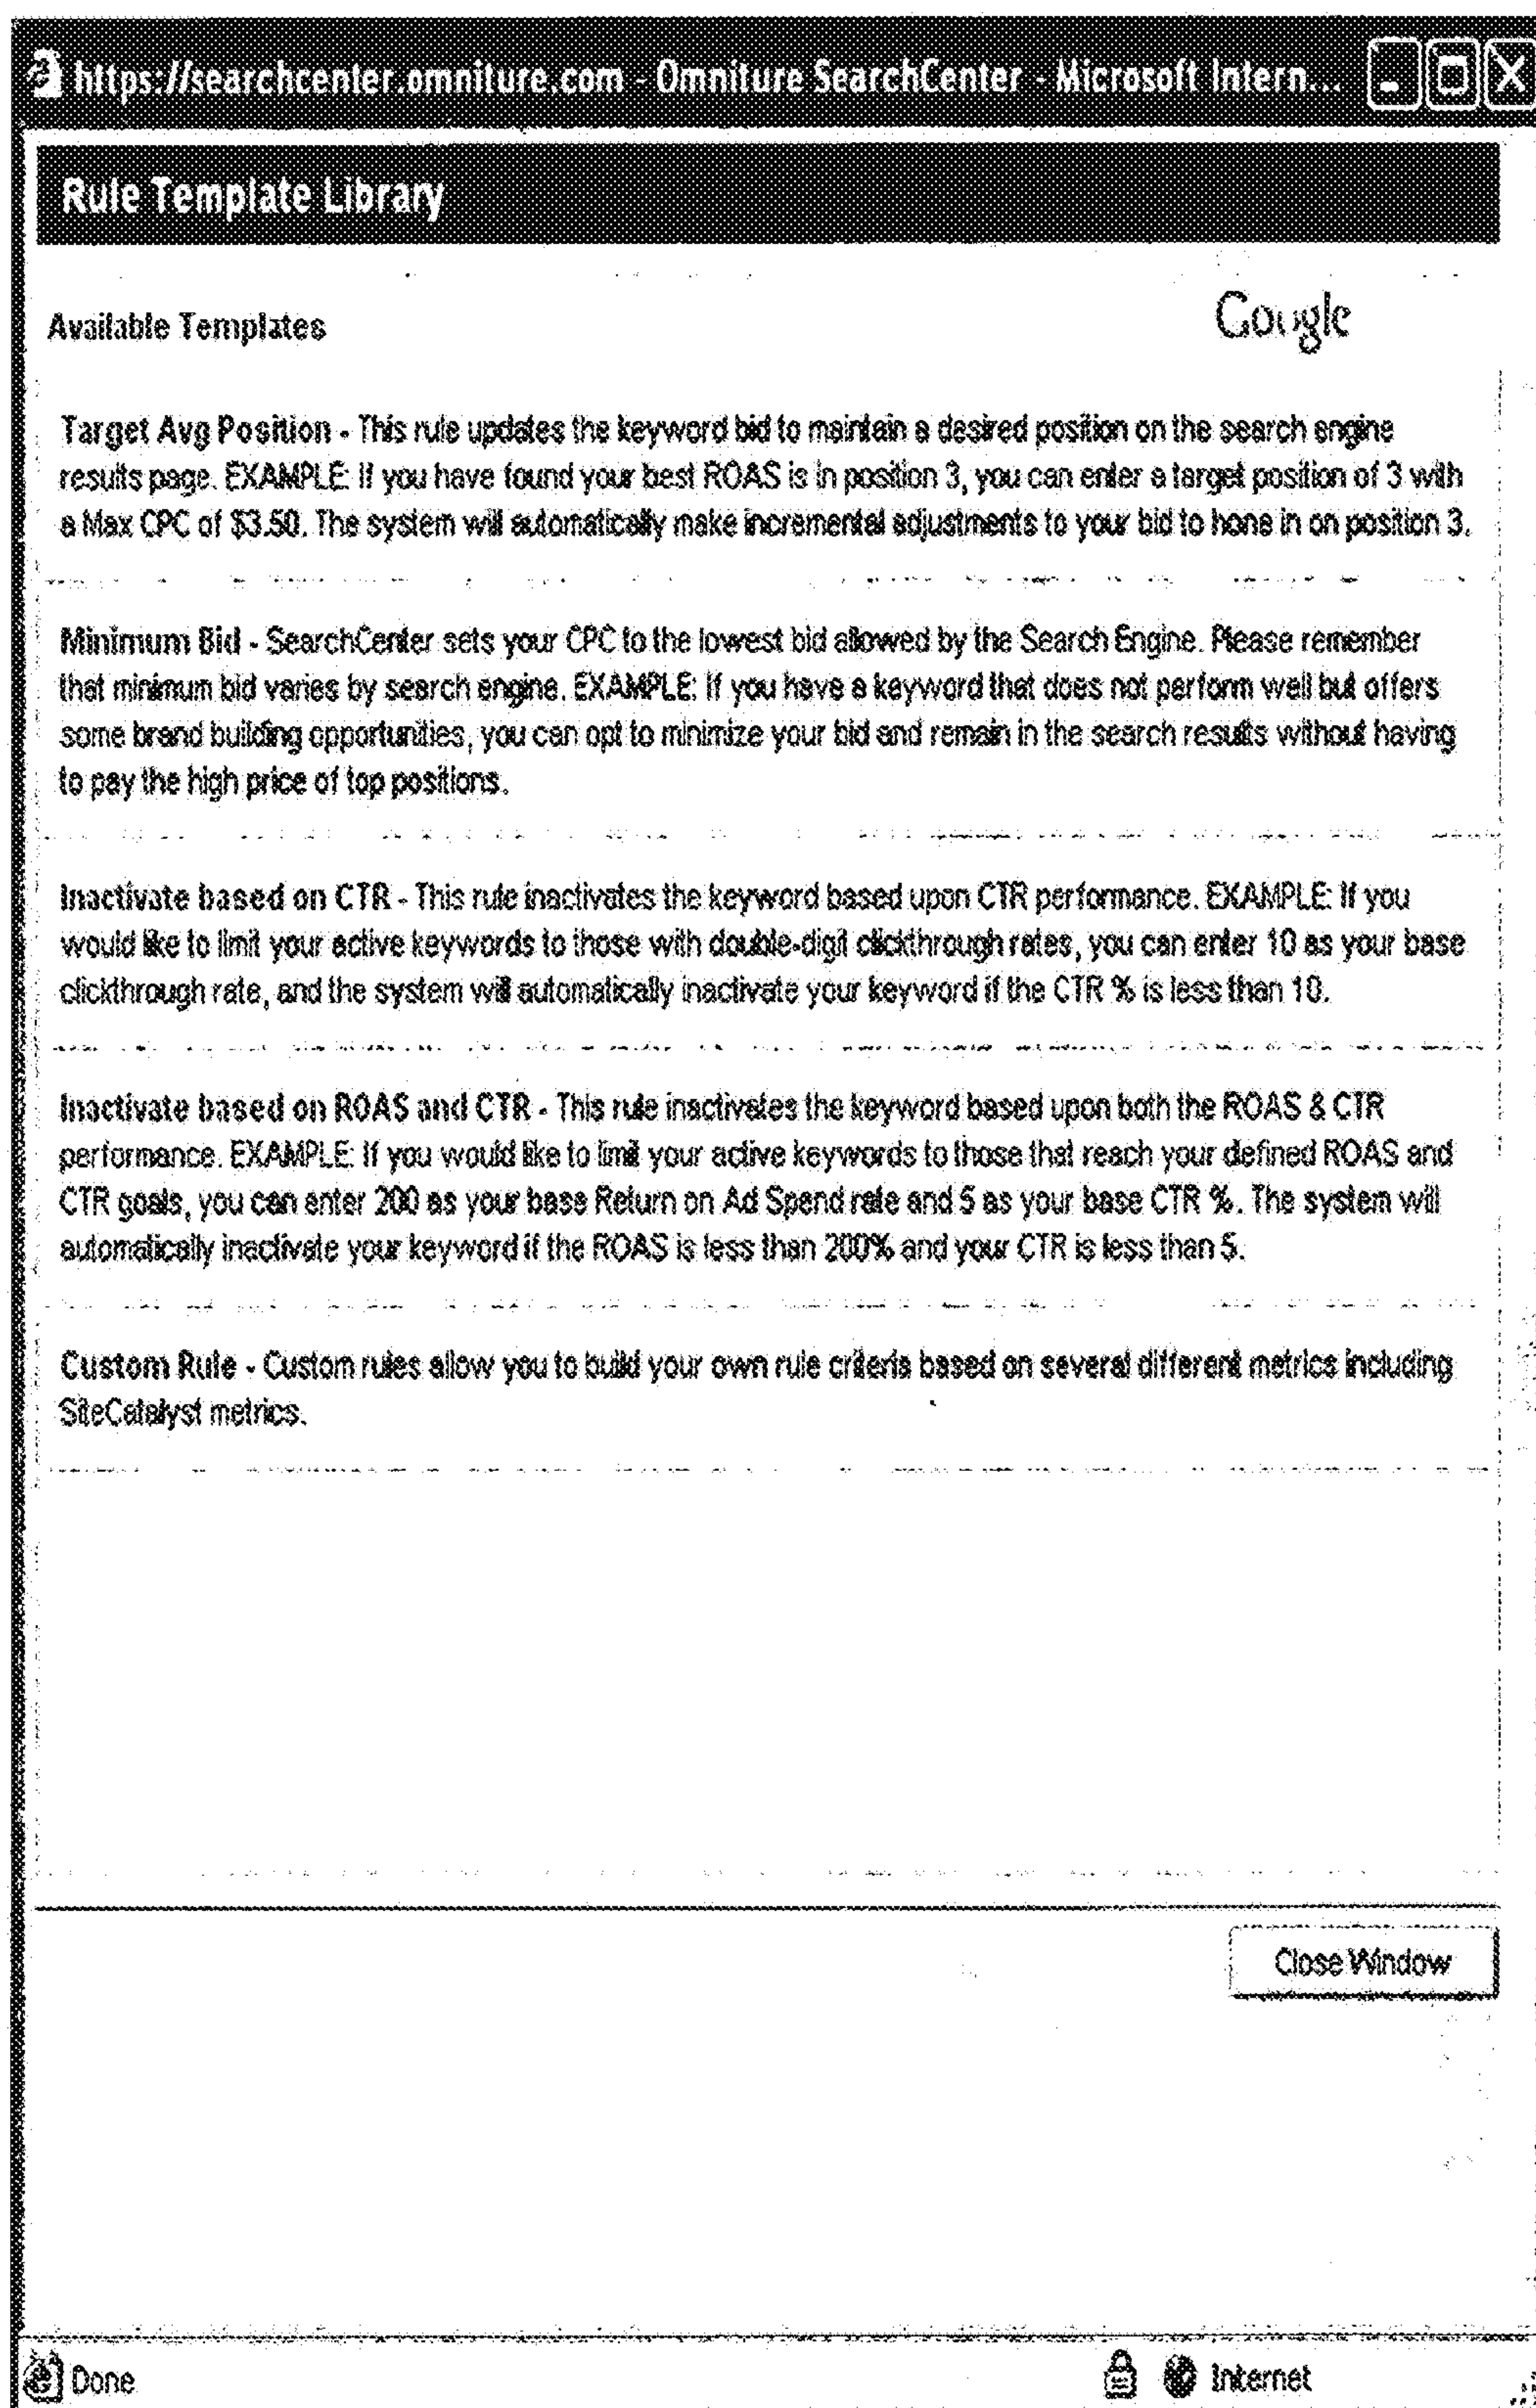 https://searchcenter.omniture.com - Omniture SearchCenter - Microsoft Intern...
Rule Template Library
Available Templates
Google
Target Avg Position - This rule updates the keyword bid to maintain a desired position on the search engine
results page. EXAMPLE: If you have found your best ROAS is in position 3, you can enter a target position of 3 with
a Max CPC of $3.50. The system will automatically make incremental adjustments to your bid to hone in on position 3.
Minimum Bid - SearchCenter sets your CPC to the lowest bid allowed by the Search Engine. Please remember
that minimum bid varies by search engine. EXAMPLE: If you have a keyword that does not perform well but offers
some brand building opportunities, you can opt to minimize your bid and remain in the search results without having
to pay the high price of top positions.
Inactivate based on CTR - This rule inactivates the keyword based upon CTR performance. EXAMPLE: If you
would like to limit your active keywords to those with double-digit clickthrough rates, you can enter 10 as your base
clickthrough rate, and the system will automatically inactivate your keyword if the CTR % is less than 10.
Inactivate based on ROAS and CTR - This rule inactivates the keyword based upon both the ROAS & CTR
performance. EXAMPLE: If you would like to limit your active keywords to those that reach your defined ROAS and
CTR goals, you can enter 200 as your base Return on Ad Spend rate and 5 as your base CTR %. The system will
automatically inactivate your keyword if the ROAS is less than 200% and your CTR is less than 5.
Custom Rule - Custom rules allow you to build your own rule criteria based on several different metrics including
SiteCatalyst metrics.
Close Window
Done
Internet